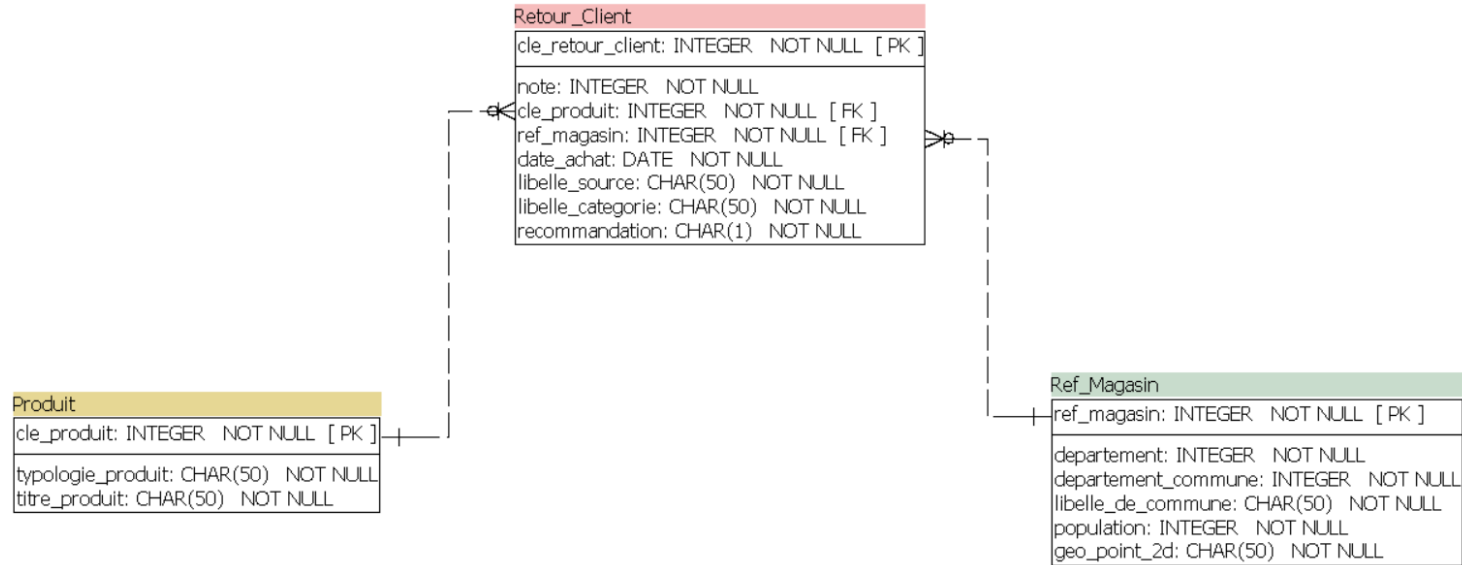 Retour_Client
cle_retour_client: INTEGER NOT NULL [ PK ]
note: INTEGER NOT NULL
cle_produit: INTEGER NOT NULL [ FK ]
ref_magasin: INTEGER NOT NULL [ FK ]
date_achat: DATE NOT NULL
libelle_source: CHAR(50) NOT NULL
libelle_categorie: CHAR(50) NOT NULL
recommandation: CHAR(1) NOT NULL
Produit
cle_produit: INTEGER NOT NULL [ PK ]
typologie_produit: CHAR(50) NOT NULL
titre_produit: CHAR(50) NOT NULL
Ref_Magasin
ref_magasin: INTEGER NOT NULL [ PK ]
departement: INTEGER NOT NULL
departement_commune: INTEGER NOT NULL
libelle_de_commune: CHAR(50) NOT NULL
population: INTEGER NOT NULL
geo_point_2d: CHAR(50) NOT NULL